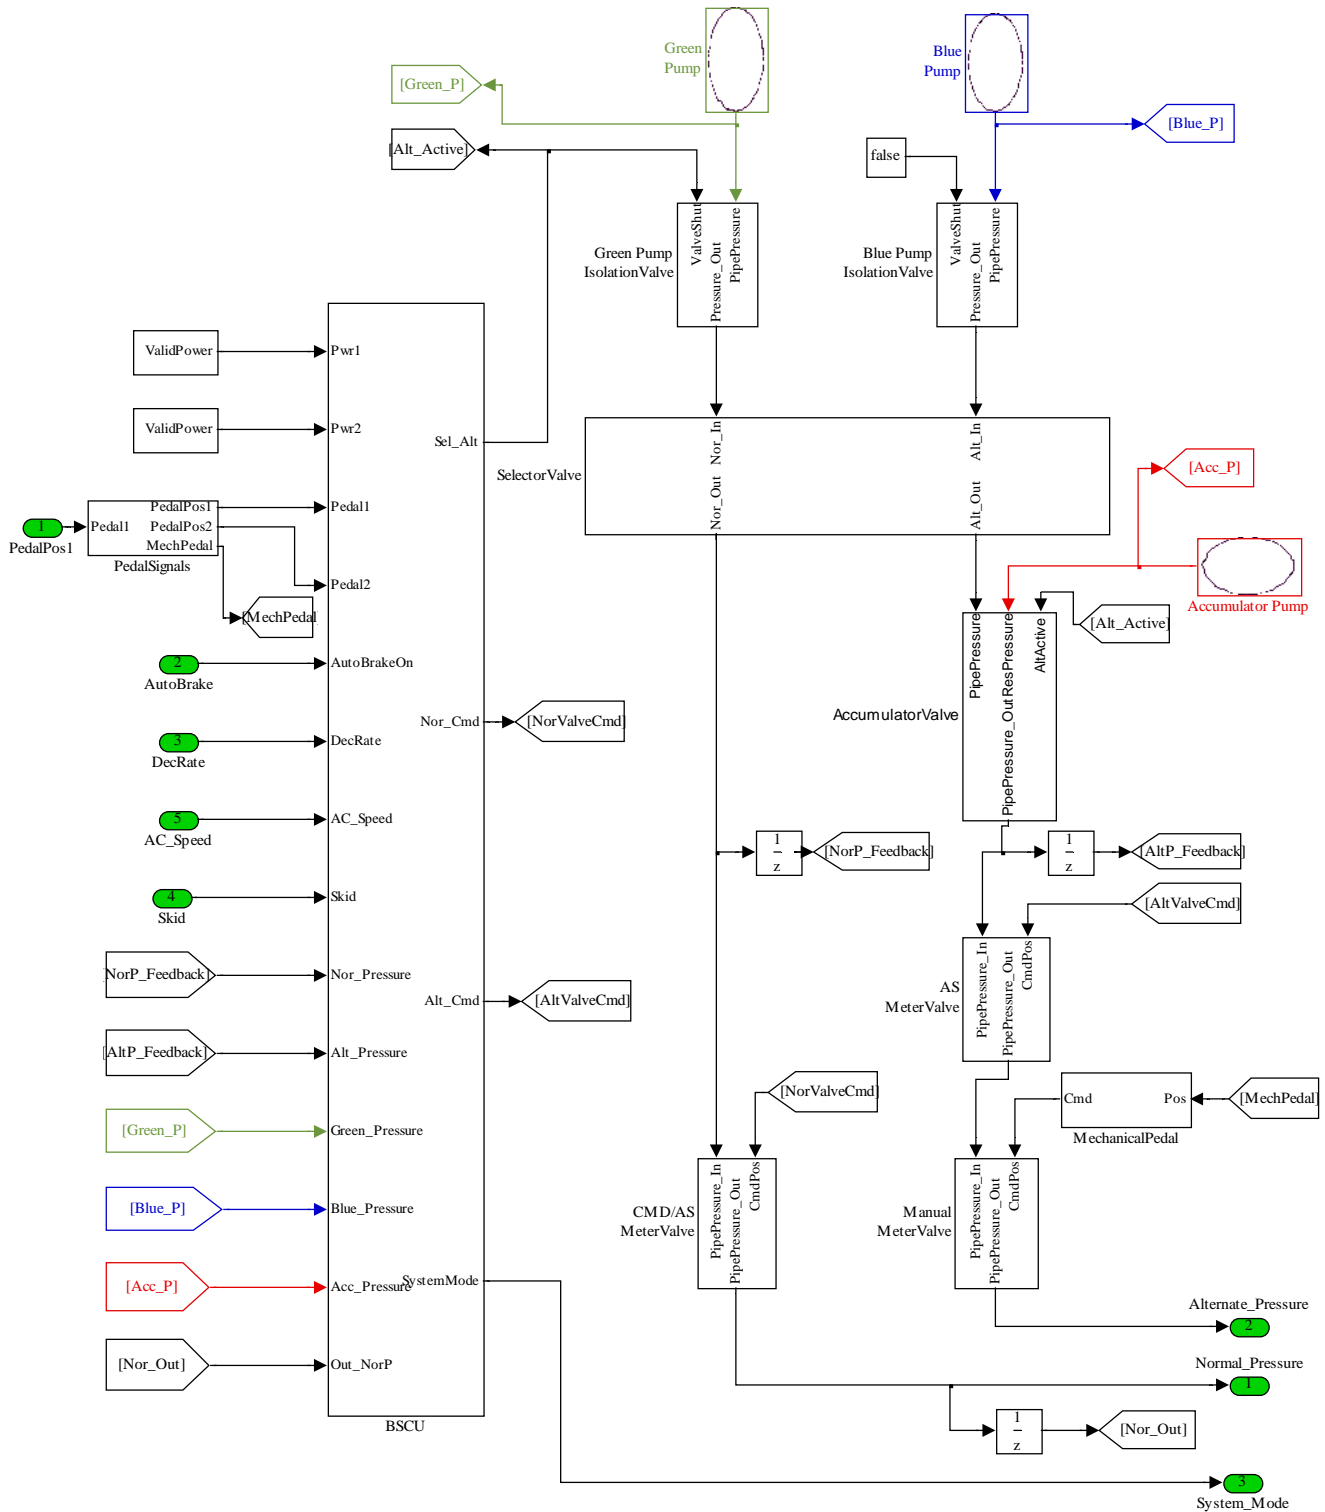 Green
Pump
Blue
Pump
[Green_P]
[Blue_P]
[Alt_Active]
false
ValveShut
Pressure_Out
PipePressure
Green Pump
IsolationValve
ValveShut
Pressure_Out
PipePressure
Blue Pump
IsolationValve
ValidPower
Pwr1
ValidPower
Pwr2
Sel_Alt
SelectorValve
Nor_In
Nor_Out
Alt_In
Alt_Out
[Acc_P]
Accumulator Pump
1
PedalPos1
Pedal1
PedalPos1
PedalPos2
MechPedal
PedalSignals
Pedal1
Pedal2
[MechPedal
[Alt_Active]
PipePressure
PipePressure_Out
ResPressure
AltActive
AccumulatorValve
2
AutoBrake
AutoBrakeOn
Nor_Cmd
[NorValveCmd]
3
DecRate
DecRate
5
AC_Speed
AC_Speed
1
z
[NorP_Feedback]
1
z
[AltP_Feedback]
4
Skid
Skid
[AltValveCmd]
NorP_Feedback]
Nor_Pressure
Alt_Cmd
[AltValveCmd]
AS
MeterValve
PipePressure_In
PipePressure_Out
CmdPos
[AltP_Feedback]
Alt_Pressure
[NorValveCmd]
Cmd
Pos
[MechPedal]
MechanicalPedal
[Green_P]
Green_Pressure
[Blue_P]
Blue_Pressure
CMD/AS
MeterValve
PipePressure_In
PipePressure_Out
CmdPos
Manual
MeterValve
PipePressure_In
PipePressure_Out
CmdPos
[Acc_P]
Acc_Pressure
SystemMode
Alternate_Pressure
2
[Nor_Out]
Out_NorP
Normal_Pressure
1
BSCU
1
z
[Nor_Out]
3
System_Mode